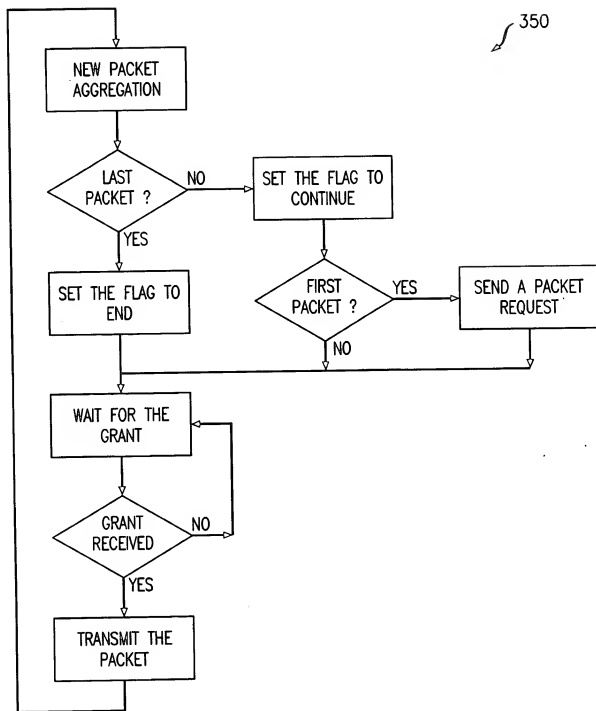 350
NEW PACKET
AGGREGATION
LAST
PACKET ?
NO
YES
SET THE FLAG TO
CONTINUE
SET THE FLAG TO
END
FIRST
PACKET ?
YES
NO
SEND A PACKET
REQUEST
WAIT FOR THE
GRANT
GRANT
RECEIVED
NO
YES
TRANSMIT THE
PACKET